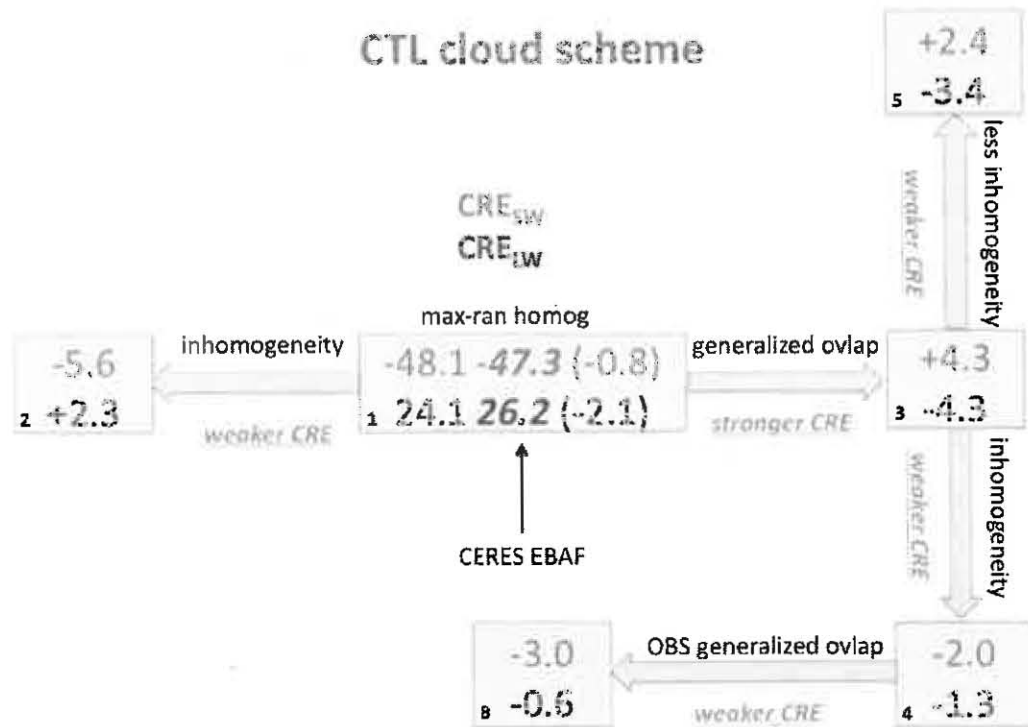 CTL cloud scheme
+2.4
5 -3.4
less inhomogeneity
weaker CRE
CRE_SW
CRE_LW
max-ran homog
inhomogeneity
generalized ovlap
-5.6
2 +2.3
weaker CRE
-48.1 -47.3 (-0.8)
1 24.1 26.2 (-2.1)
stronger CRE
+4.3
3 -4.3
inhomogeneity
weaker CRE
CERES EBAF
OBS generalized ovlap
-3.0
8 -0.6
weaker CRE
-2.0
4 -1.3